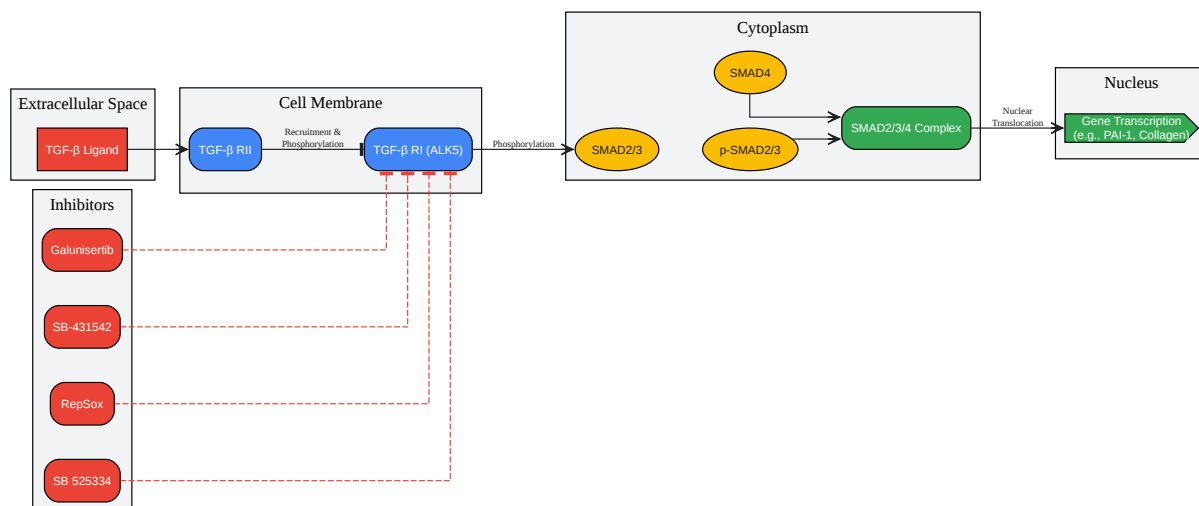 Extracellular Space
TGF-β Ligand
Cell Membrane
TGF-β RII
Recruitment &
Phosphorylation
TGF-β RI (ALK5)
Phosphorylation
Cytoplasm
SMAD4
SMAD2/3
p-SMAD2/3
SMAD2/3/4 Complex
Nuclear
Translocation
Nucleus
Gene Transcription
(e.g., PAI-1, Collagen)
Inhibitors
Galunisertib
SB-431542
RepSox
SB 525334